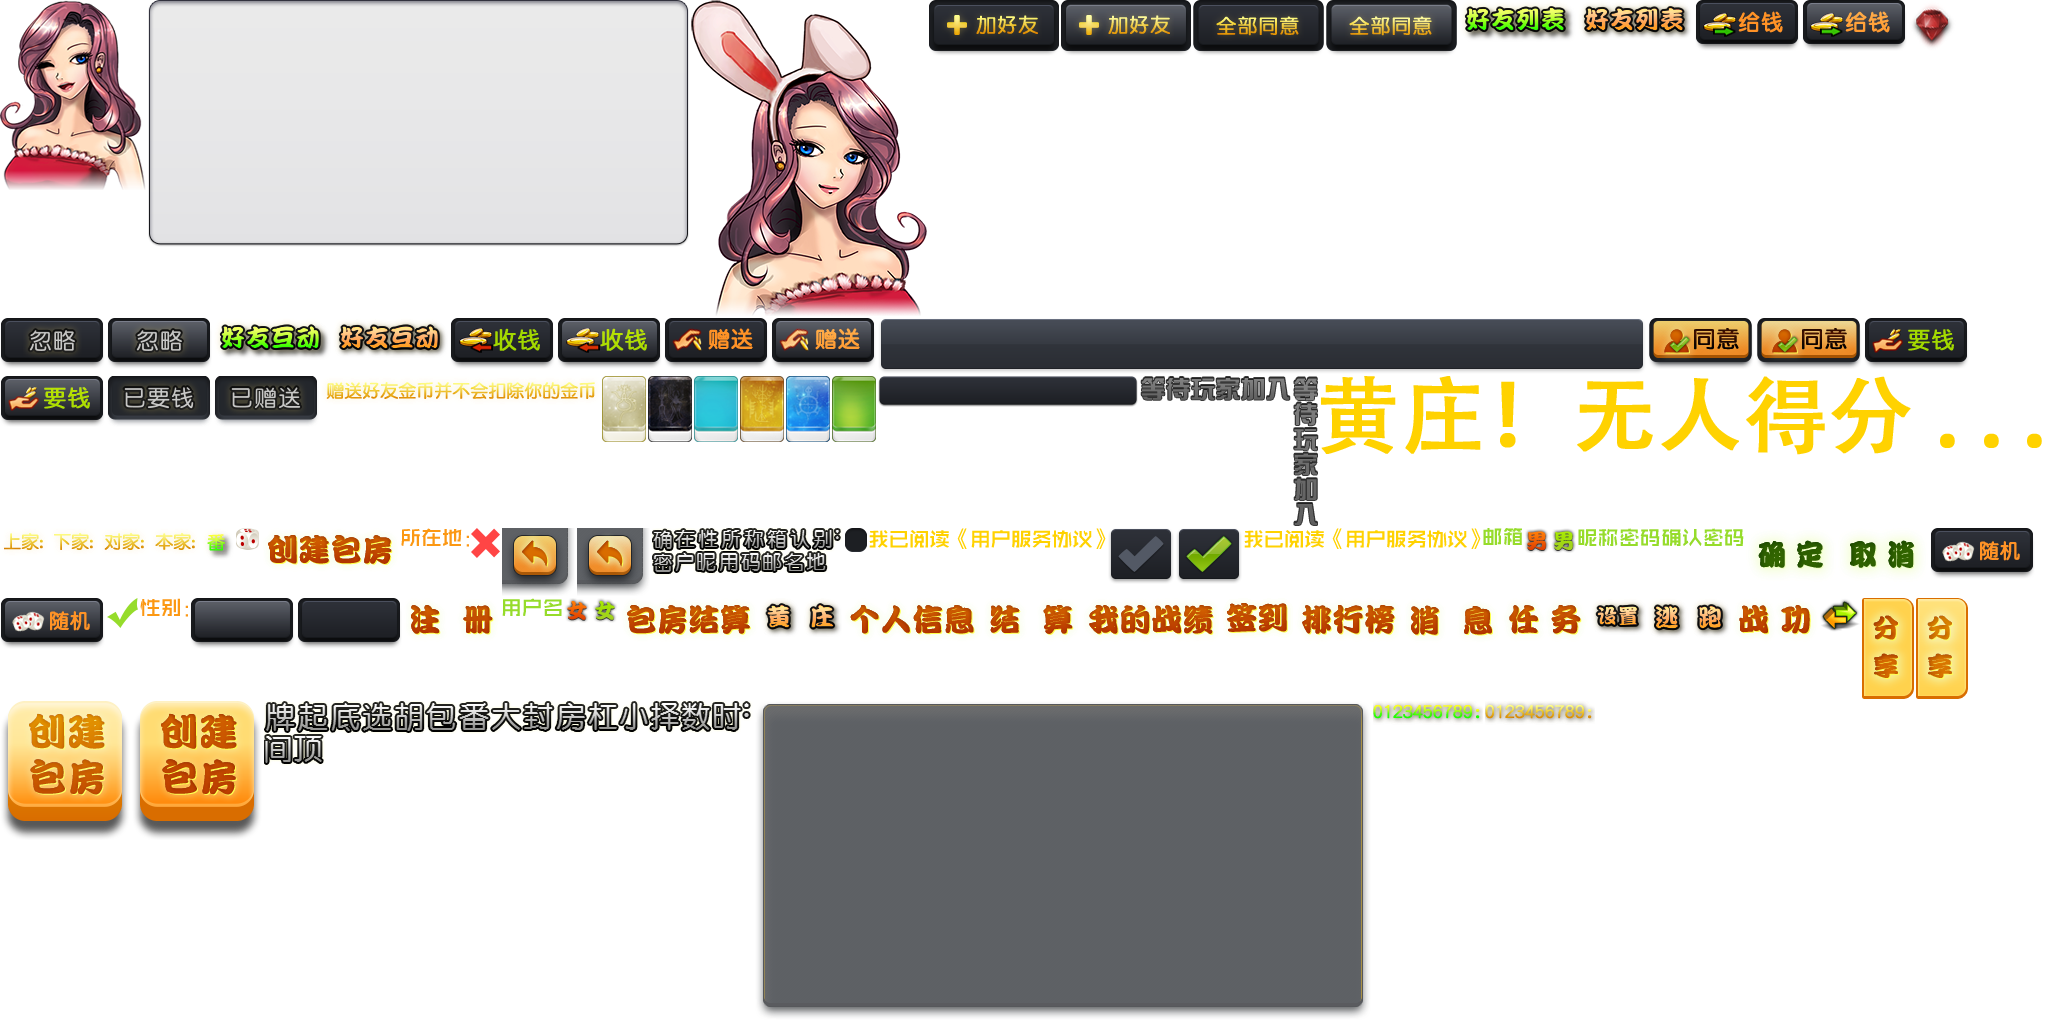 加好友
加好友
全部同意
全部同意
好友列表
好友列表
给钱
给钱
忽略
忽略
好友互动
好友互动
收钱
收钱
赠送
赠送
同意
同意
要钱
要钱
已要钱
已赠送
赠送好友金币并不会扣除你的金币
等待玩家加入
等待玩家加入
黄庄！无人得分...
上家:
下家:
对家:
本家:
番
创建包房
所在地:
确在性所称箱认别:
密户昵用码邮名地
我已阅读《用户服务协议》
我已阅读《用户服务协议》
邮箱
男
男
昵称
密码
确认密码
确定
取消
随机
随机
性别:
注册
用户名
女
女
包房结算
黄庄
个人信息
结算
我的战绩
签到
排行榜
消息
任务
设置
逃跑
战功
分享
分享
创建
包房
创建
包房
牌起底选胡包番大封房杠小择数时:
间顶
0123456789.
0123456789.